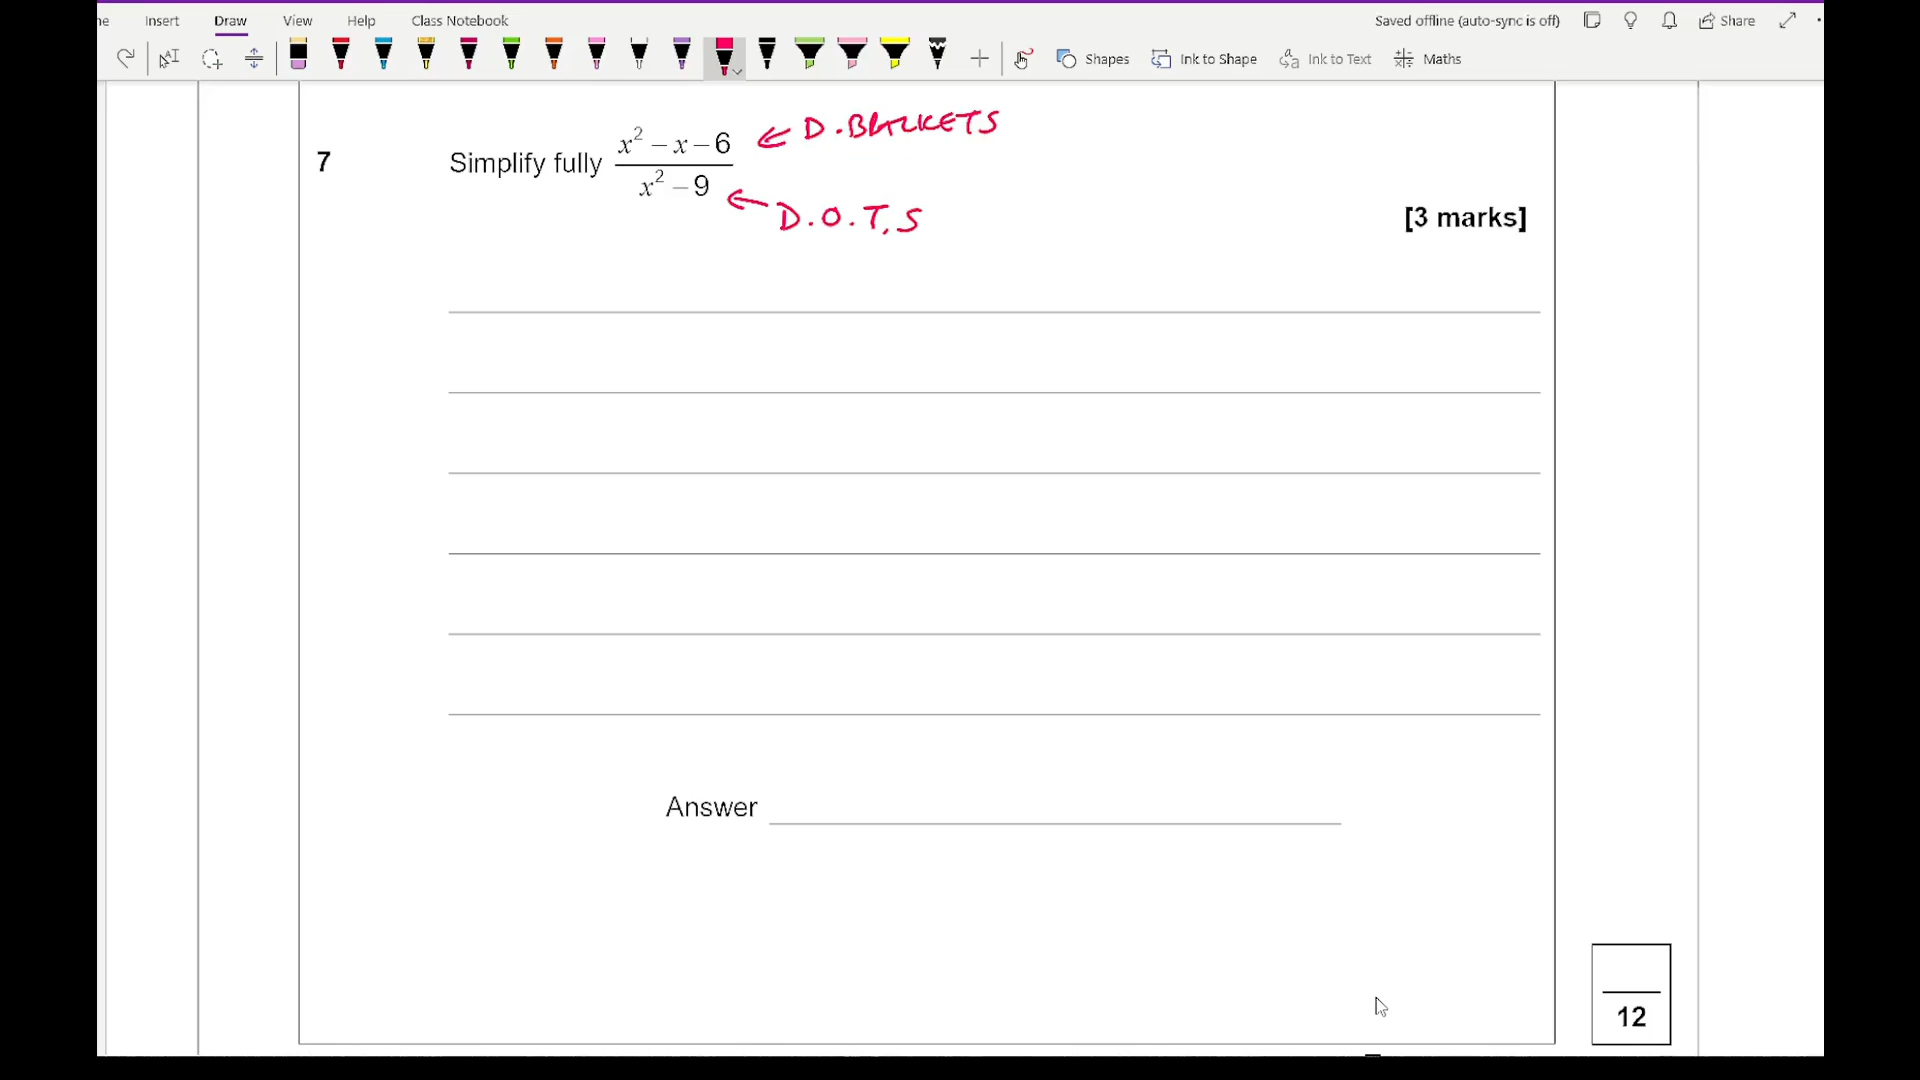 ne Insert Draw View Help Class Notebook Saved offline (auto-sync is off) Share
Shapes Ink to Shape Ink to Text Maths
7 Simplify fully (x² − x − 6)/(x² − 9)
D. BRACKETS
D.O.T.S
[3 marks]
Answer
12